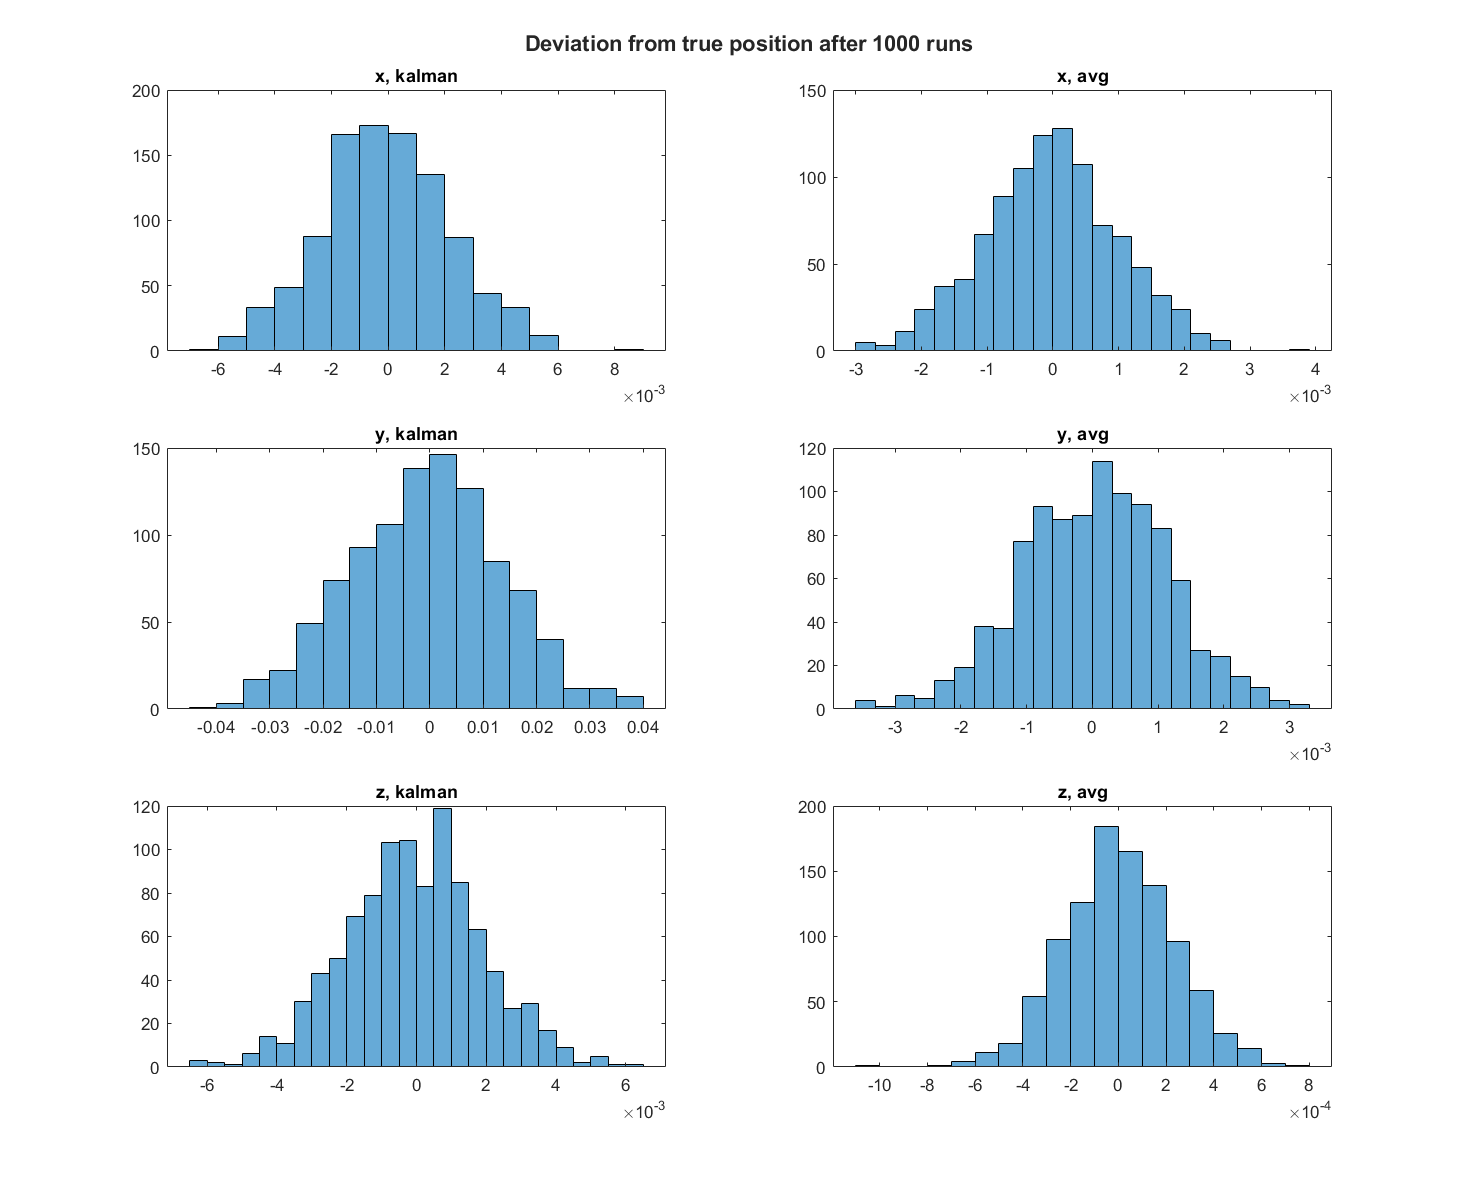 Deviation from true position after 1000 runs
x, kalman
200
150
100
50
0
-6 -4 -2 0 2 4 6 8
×10-3
x, avg
150
100
50
0
-3 -2 -1 0 1 2 3 4
×10-3
y, kalman
150
100
50
0
-0.04 -0.03 -0.02 -0.01 0 0.01 0.02 0.03 0.04
y, avg
120
100
80
60
40
20
0
-3 -2 -1 0 1 2 3
×10-3
z, kalman
120
100
80
60
40
20
0
-6 -4 -2 0 2 4 6
×10-3
z, avg
200
150
100
50
0
-10 -8 -6 -4 -2 0 2 4 6 8
×10-4